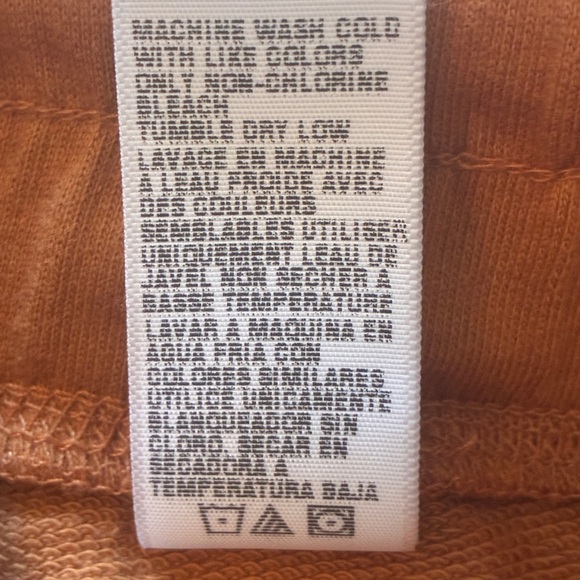 MACHINE WASH COLD
WITH LIKE COLORS
ONLY NON-CHLORINE
BLEACH
TUMBLE DRY LOW
LAVAGE EN MACHINE
A LEAU FROIDE AVEC
DES COULEURS
SEMBLABLES UTILISER
UNIQUEMENT LEAU DE
JAVEL NON SECHER A
BASSE TEMPERATURE
LAVAR A MAQUINA EN
AGUA FRIA CON
COLORES SIMILARES
UTILICE UNICAMENTE
BLANQUEADOR SIN
CLORO. SECAR EN
SECADORA A
TEMPERATURA BAJA